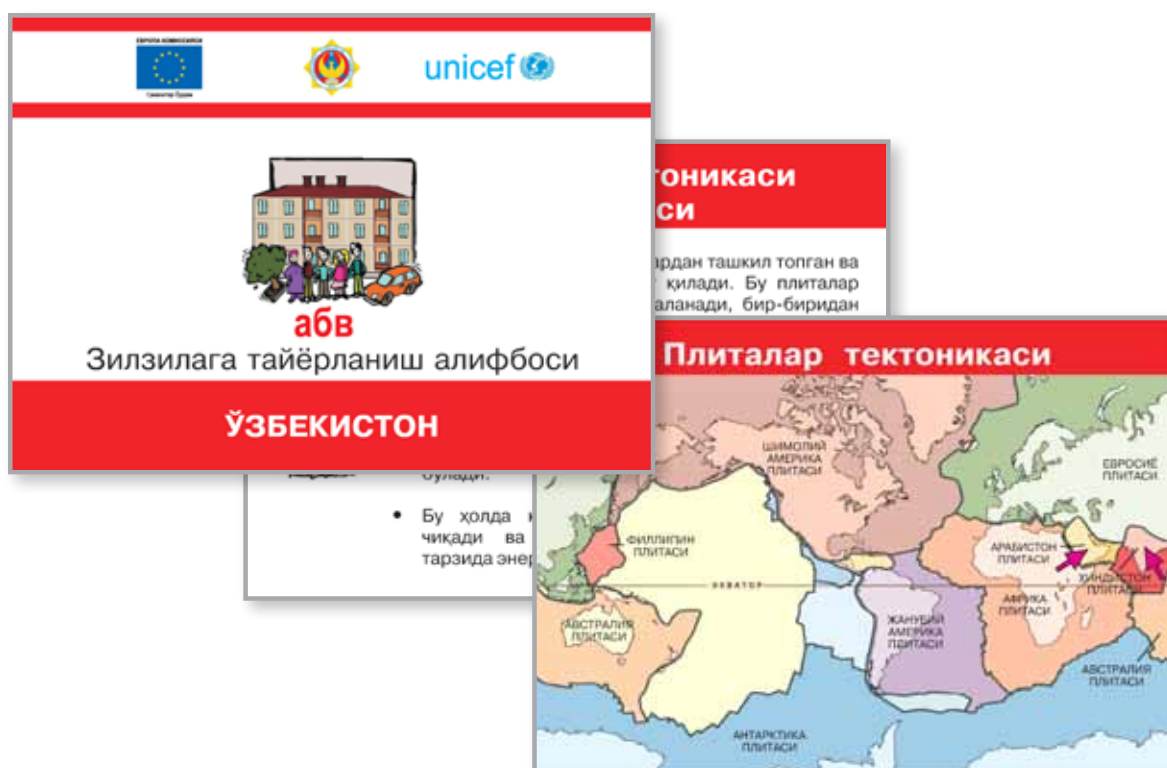 ЕВРОПА КОМИССИЯСИ
unicef
абв
Зилзилага тайёрланиш алифбоси
ЎЗБЕКИСТОН
оникаси
си
ардан ташкил топган ва
қилади. Бу плиталар
аланади, бир-биридан
бўлади.
• Бу ҳолда
чиқади ва
тарзида энер
Плиталар тектоникаси
ШИМОЛИЙ
АМЕРИКА
ПЛИТАСИ
ЕВРОСИЁ
ПЛИТАСИ
ФИЛЛИПИН
ПЛИТАСИ
АРАБИСТОН
ПЛИТАСИ
ҲИНДИСТОН
ПЛИТАСИ
ЭКВАТОР
АФРИКА
ПЛИТАСИ
АВСТРАЛИЯ
ПЛИТАСИ
ЖАНУБИЙ
АМЕРИКА
ПЛИТАСИ
АВСТРАЛИЯ
ПЛИТАСИ
АНТАРКТИКА
ПЛИТАСИ